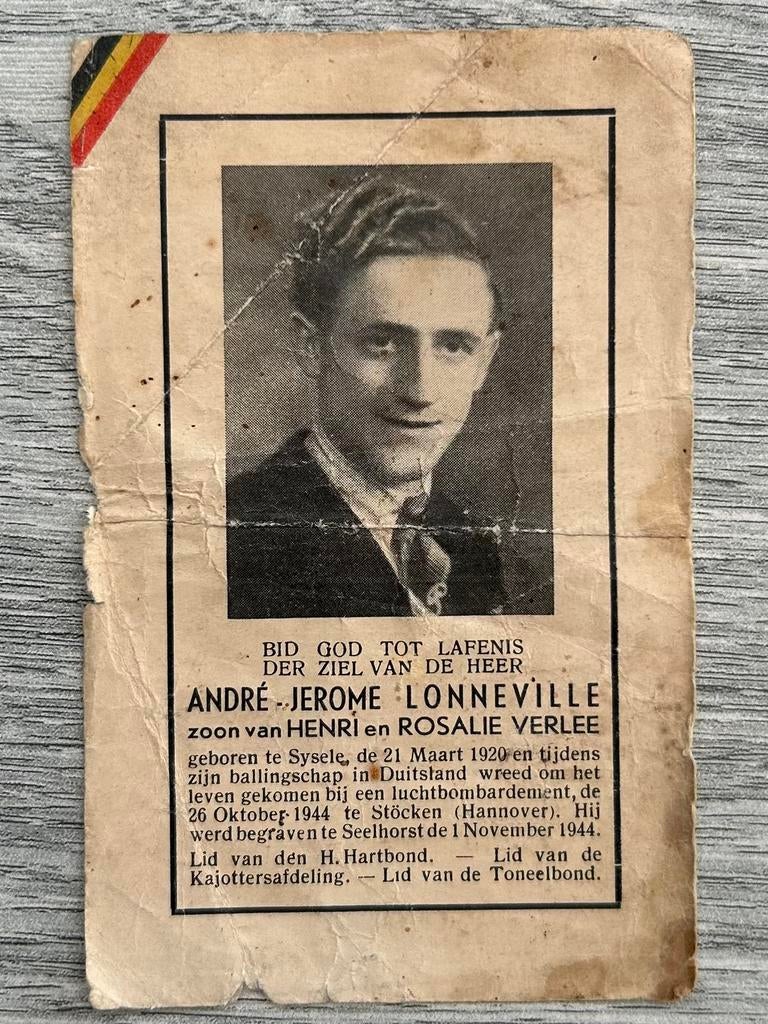 BID GOD TOT LAFENIS
DER ZIEL VAN DE HEER
ANDRÉ-JEROME LONNEVILLE
zoon van HENRI en ROSALIE VERLEE
geboren te Sysele, de 21 Maart 1920 en tijdens
zijn ballingschap in Duitsland wreed om het
leven gekomen bij een luchtbombardement, de
26 Oktober 1944 te Stöcken (Hannover). Hij
werd begraven te Seelhorst de 1 November 1944.
Lid van den H. Hartbond. — Lid van de
Kajottersafdeling. — Lid van de Toneelbond.